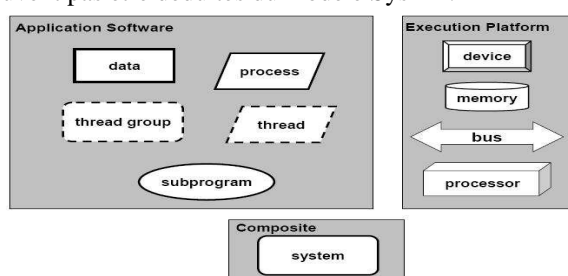 Application Software
data
process
thread group
thread
subprogram
Execution Platform
device
memory
bus
processor
Composite
system